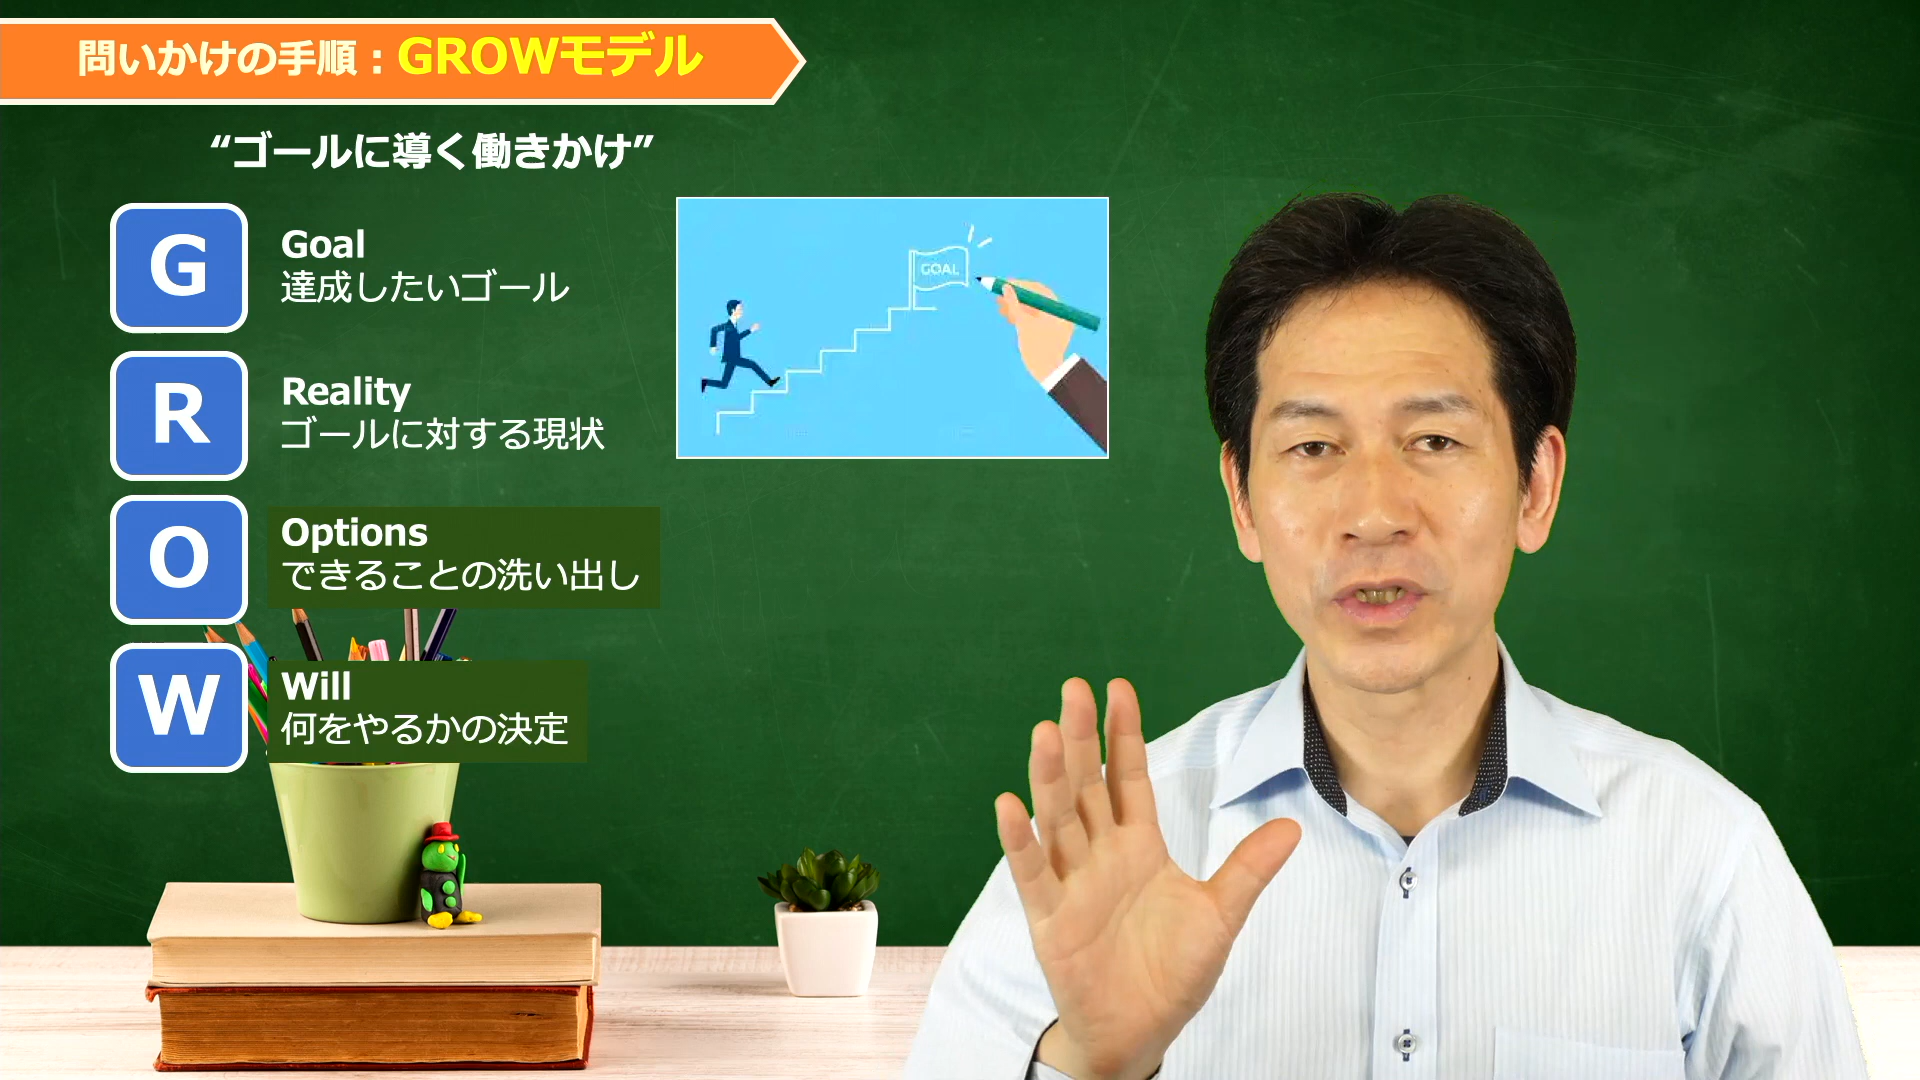 問いかけの手順：GROWモデル
“ゴールに導く働きかけ”
G
Goal
達成したいゴール
GOAL
R
Reality
ゴールに対する現状
O
Options
できることの洗い出し
W
Will
何をやるかの決定